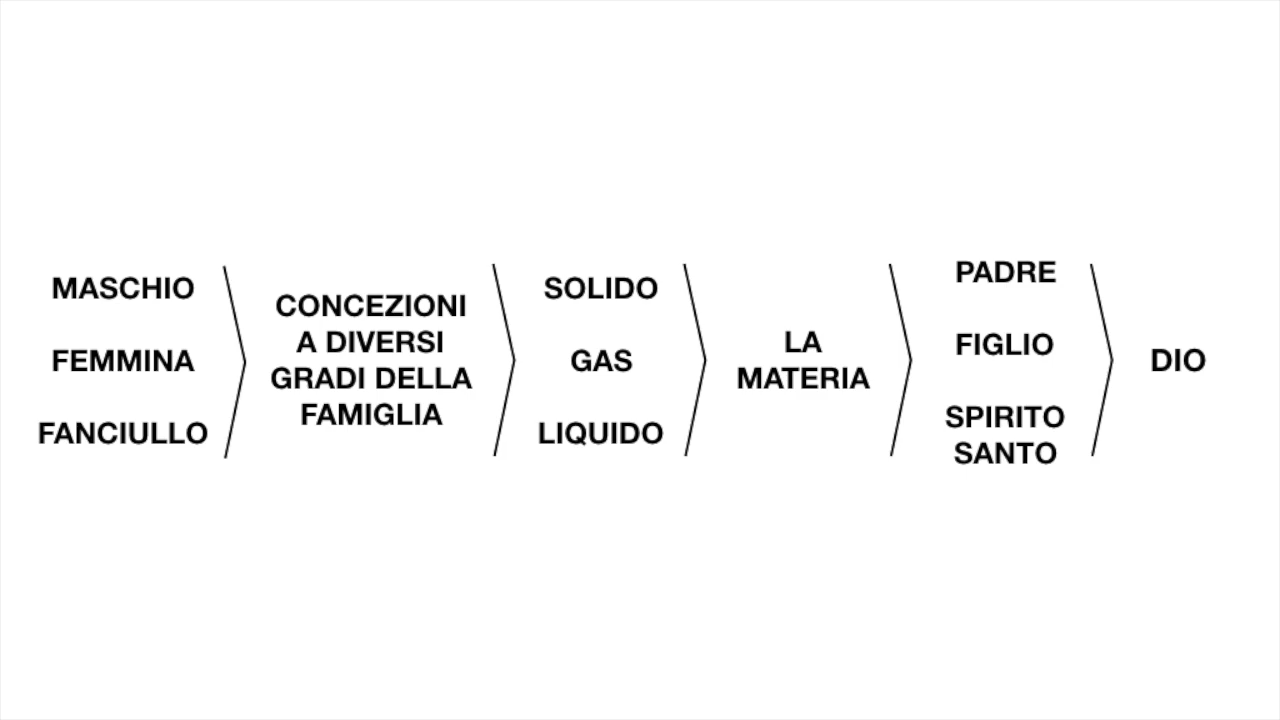 MASCHIO
FEMMINA
FANCIULLO
CONCEZIONI
A DIVERSI
GRADI DELLA
FAMIGLIA
SOLIDO
GAS
LIQUIDO
LA
MATERIA
PADRE
FIGLIO
SPIRITO
SANTO
DIO